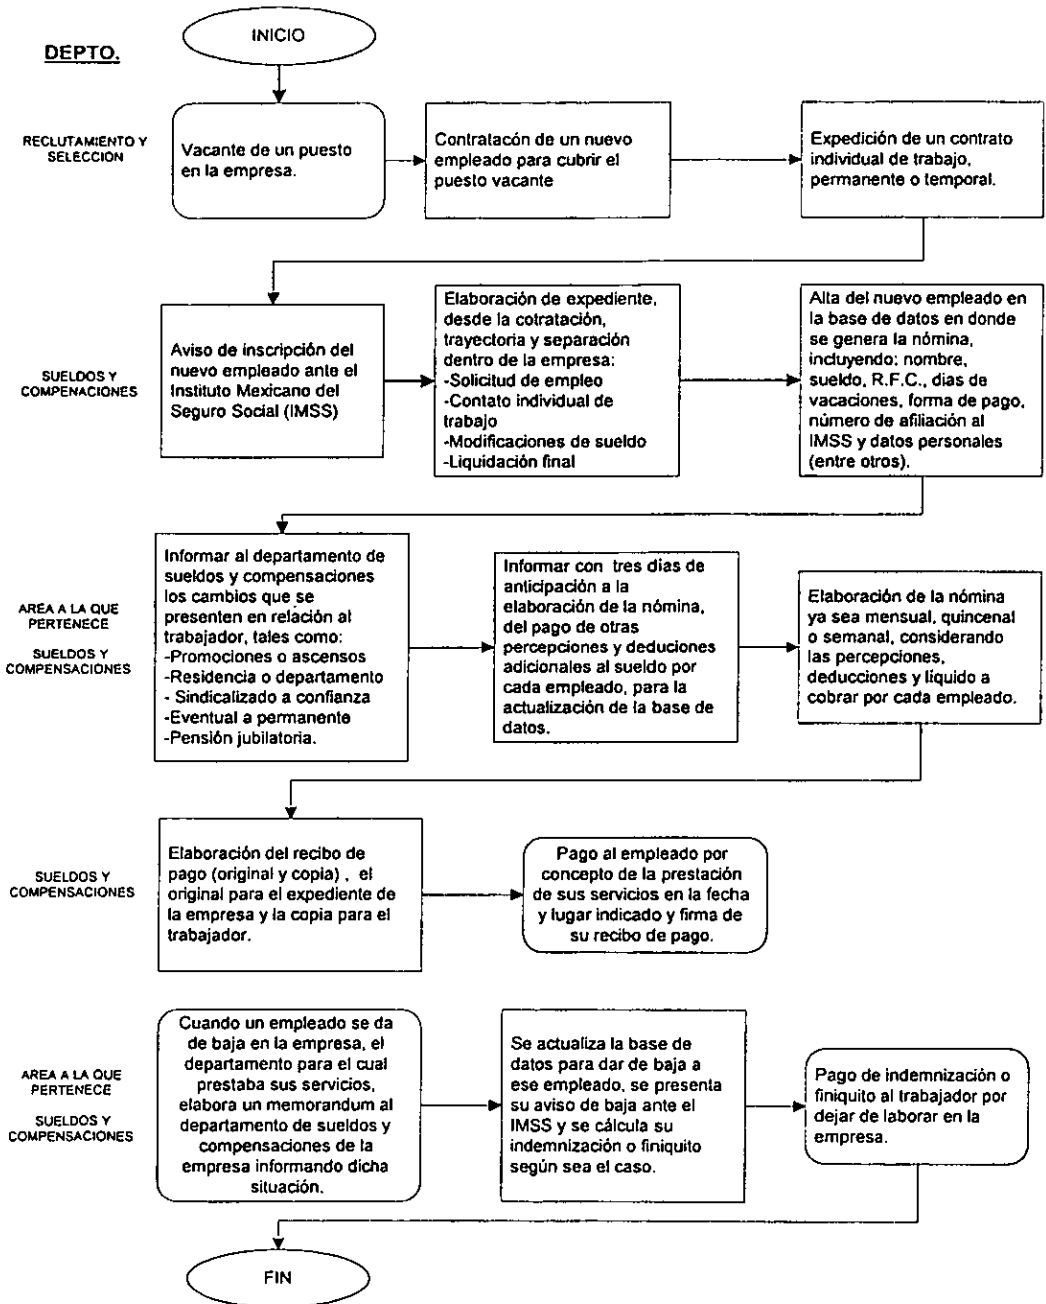 INICIO
DEPTO.
RECLUTAMIENTO Y
SELECCION
Vacante de un puesto
en la empresa.
Contratacón de un nuevo
empleado para cubrir el
puesto vacante
Expedición de un contrato
individual de trabajo,
permanente o temporal.
SUELDOS Y
COMPENACIONES
Aviso de inscripción del
nuevo empleado ante el
Instituto Mexicano del
Seguro Social (IMSS)
Elaboración de expediente,
desde la cotratación,
trayectoria y separación
dentro de la empresa:
-Solicitud de empleo
-Contato individual de
trabajo
-Modificaciones de sueldo
-Liquidación final
Alta del nuevo empleado en
la base de datos en donde
se genera la nómina,
incluyendo: nombre,
sueldo, R.F.C., dias de
vacaciones, forma de pago,
número de afiliación al
IMSS y datos personales
(entre otros).
AREA A LA QUE
PERTENECE
SUELDOS Y
COMPENSACIONES
Informar al departamento de
sueldos y compensaciones
los cambios que se
presenten en relación al
trabajador, tales como:
-Promociones o ascensos
-Residencia o departamento
- Sindicalizado a confianza
-Eventual a permanente
-Pensión jubilatoria.
Informar con tres dias de
anticipación a la
elaboración de la nómina,
del pago de otras
percepciones y deduciones
adicionales al sueldo por
cada empleado, para la
actualización de la base de
datos.
Elaboración de la nómina
ya sea mensual, quincenal
o semanal, considerando
las percepciones,
deducciones y líquido a
cobrar por cada empleado.
SUELDOS Y
COMPENSACIONES
Elaboración del recibo de
pago (original y copia) , el
original para el expediente de
la empresa y la copia para el
trabajador.
Pago al empleado por
concepto de la prestación
de sus servicios en la fecha
y lugar indicado y firma de
su recibo de pago.
AREA A LA QUE
PERTENECE
SUELDOS Y
COMPENSACIONES
Cuando un empleado se da
de baja en la empresa, el
departamento para el cual
prestaba sus servicios,
elabora un memorandum al
departamento de sueldos y
compensaciones de la
empresa informando dicha
situación.
Se actualiza la base de
datos para dar de baja a
ese empleado, se presenta
su aviso de baja ante el
IMSS y se cálcula su
indemnización o finiquito
según sea el caso.
Pago de indemnización o
finiquito al trabajador por
dejar de laborar en la
empresa.
FIN